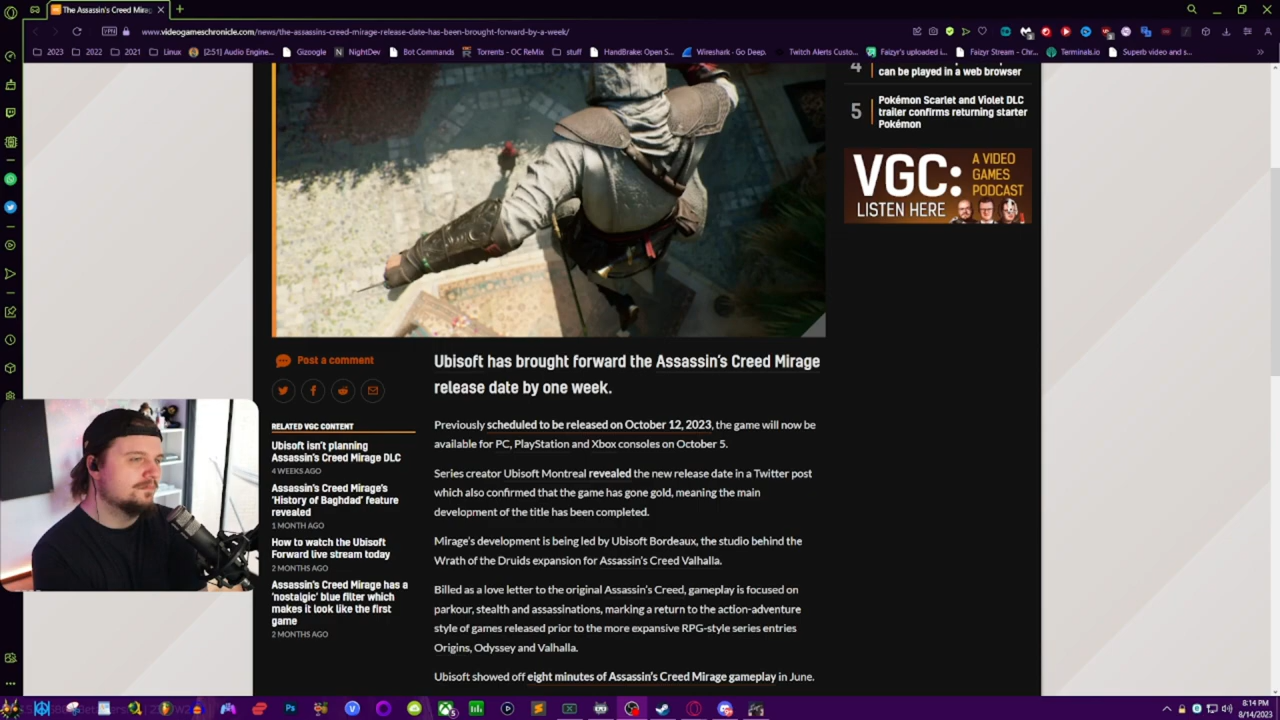 The Assassin's Creed Mirag
VPN
www.videogameschronicle.com/news/the-assassins-creed-mirage-release-date-has-been-brought-forward-by-a-week/
2023
2022
2021
Linux
[2:51] Audio Engine...
Gizoogle
NightDev
Bot Commands
Torrents - OC ReMix
stuff
HandBrake: Open S...
Wireshark · Go Deep.
Twitch Alerts Custo...
Faizyr's uploaded i...
Faizyr Stream - Chr...
Terminals.io
Superb video and s...
4
can be played in a web browser
5
Pokémon Scarlet and Violet DLC
trailer confirms returning starter
Pokémon
VGC:
LISTEN HERE
A VIDEO
GAMES
PODCAST
Post a comment
RELATED VGC CONTENT
Ubisoft isn't planning
Assassin's Creed Mirage DLC
4 WEEKS AGO
Assassin's Creed Mirage's
'History of Baghdad' feature
revealed
1 MONTH AGO
How to watch the Ubisoft
Forward live stream today
2 MONTHS AGO
Assassin's Creed Mirage has a
'nostalgic' blue filter which
makes it look like the first
game
2 MONTHS AGO
Ubisoft has brought forward the Assassin's Creed Mirage
release date by one week.
Previously scheduled to be released on October 12, 2023, the game will now be
available for PC, PlayStation and Xbox consoles on October 5.
Series creator Ubisoft Montreal revealed the new release date in a Twitter post
which also confirmed that the game has gone gold, meaning the main
development of the title has been completed.
Mirage's development is being led by Ubisoft Bordeaux, the studio behind the
Wrath of the Druids expansion for Assassin's Creed Valhalla.
Billed as a love letter to the original Assassin's Creed, gameplay is focused on
parkour, stealth and assassinations, marking a return to the action-adventure
style of games released prior to the more expansive RPG-style series entries
Origins, Odyssey and Valhalla.
Ubisoft showed off eight minutes of Assassin's Creed Mirage gameplay in June.
8:14 PM
8/14/2023